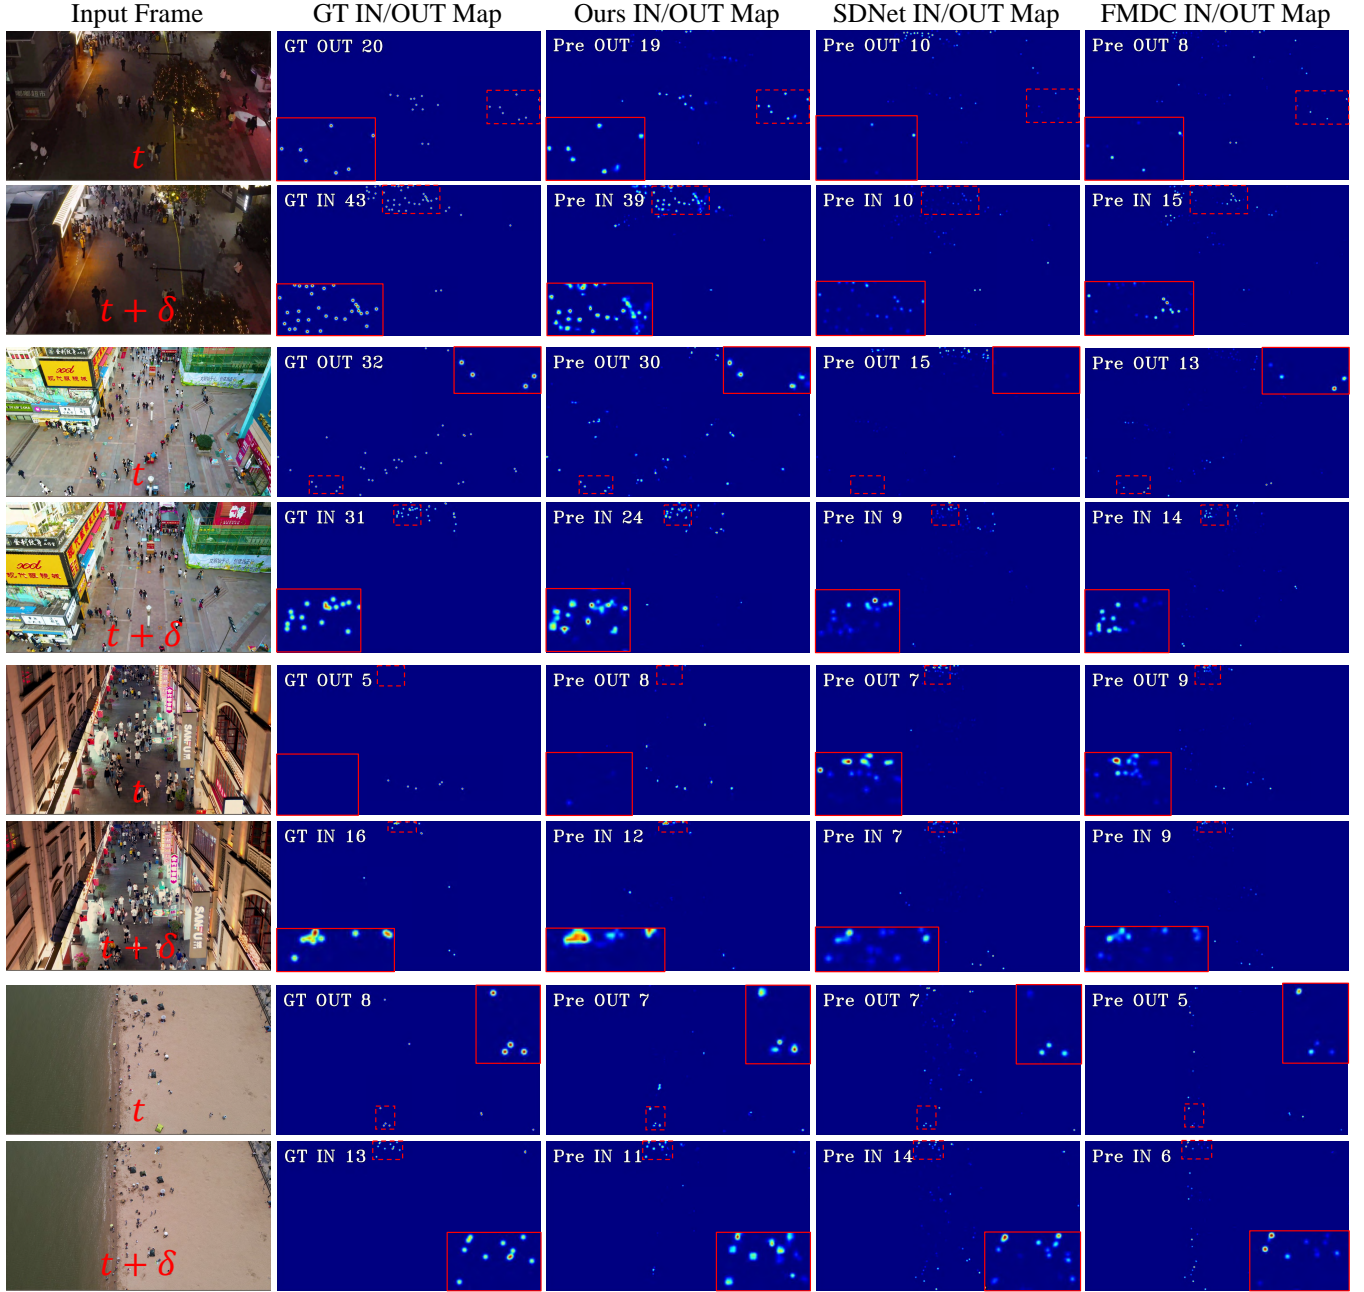 Input Frame GT IN/OUT Map Ours IN/OUT Map SDNet IN/OUT Map FMDC IN/OUT Map
t GT OUT 20 Pre OUT 19 Pre OUT 10 Pre OUT 8
t + δ GT IN 43 Pre IN 39 Pre IN 10 Pre IN 15
t GT OUT 32 Pre OUT 30 Pre OUT 15 Pre OUT 13
xxl
t + δ GT IN 31 Pre IN 24 Pre IN 9 Pre IN 14
t GT OUT 5 Pre OUT 8 Pre OUT 7 Pre OUT 9
SANFU
t + δ GT IN 16 Pre IN 12 Pre IN 7 Pre IN 9
SANFU
t GT OUT 8 Pre OUT 7 Pre OUT 7 Pre OUT 5
t + δ GT IN 13 Pre IN 11 Pre IN 14 Pre IN 6